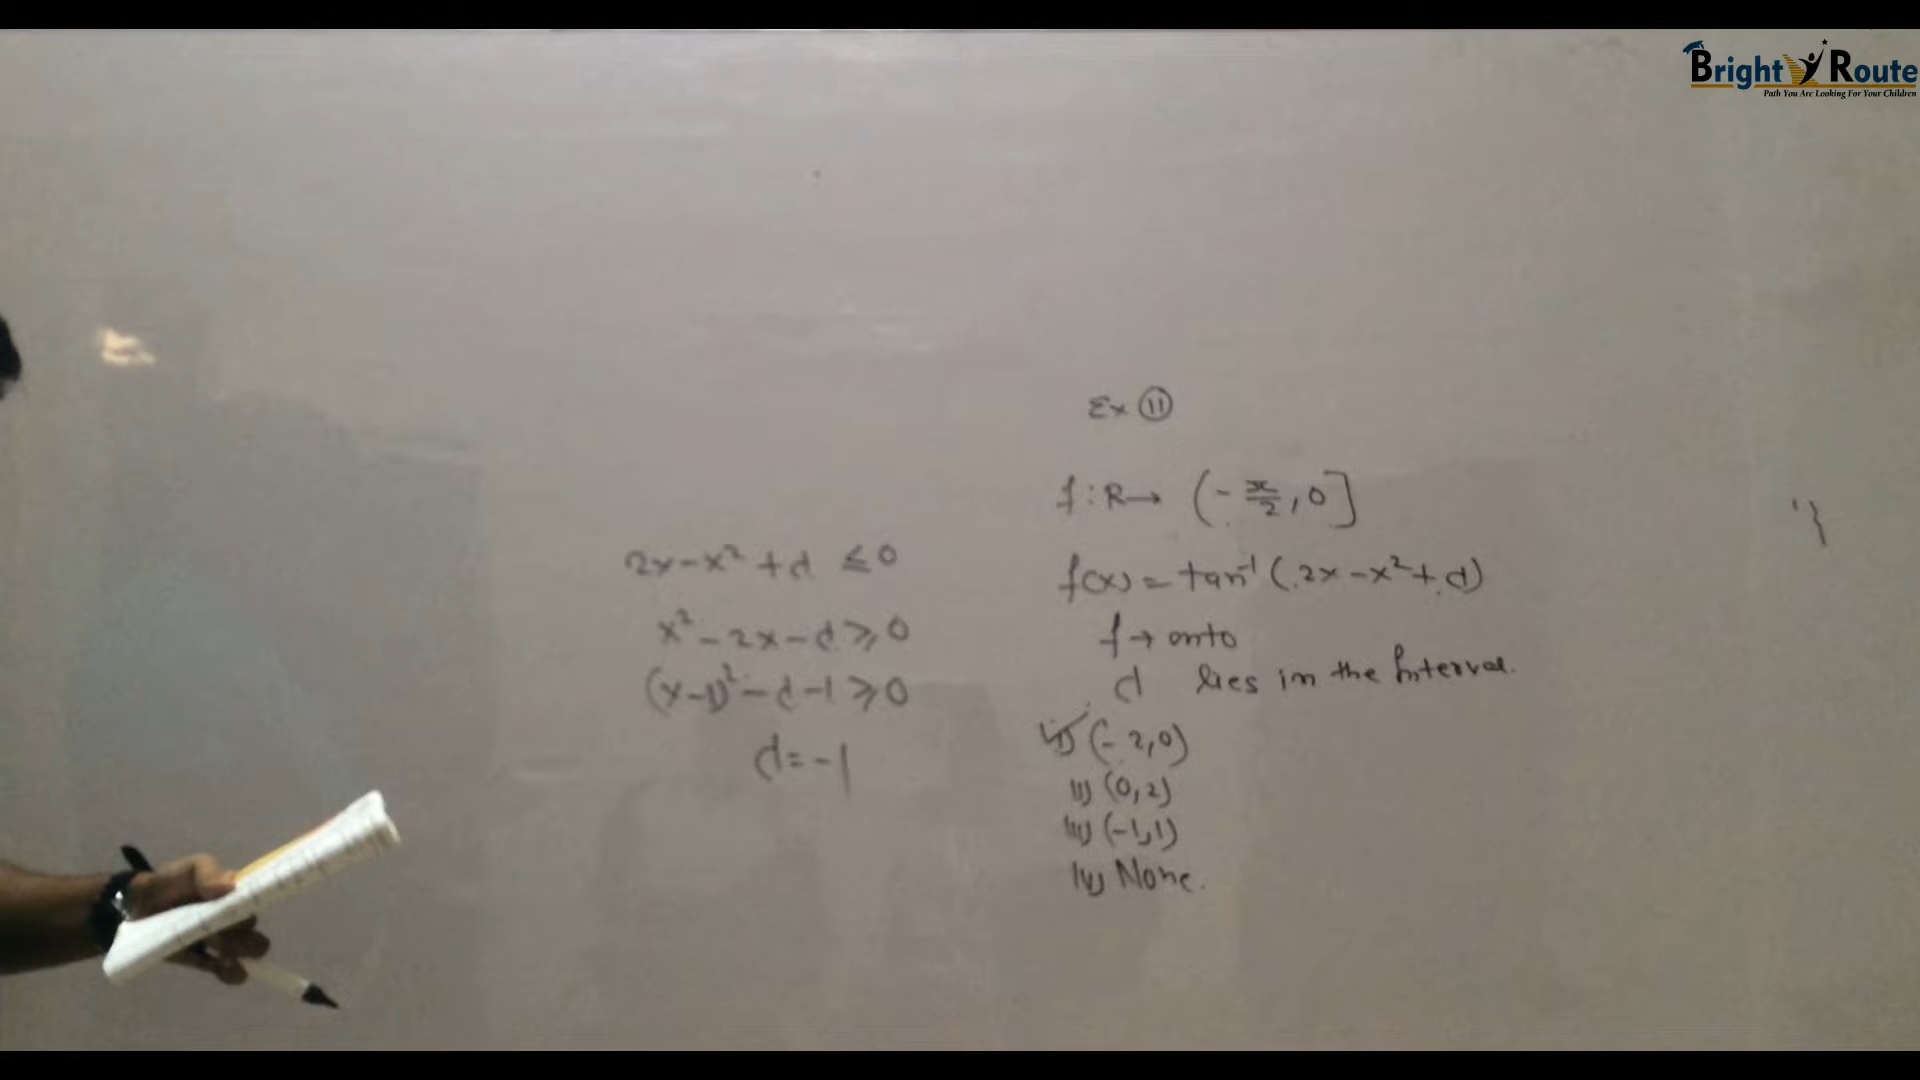 Bright Route
Path You Are Looking For Your Children
Ex ⑪
f : R → (-π/2, 0]
f(x) = tan⁻¹ (2x - x² + d)
f → onto
d lies in the Interval.
i) (-2, 0)
ii) (0, 2)
iii) (-1, 1)
iv) None.
2x - x² + d ≤ 0
x² - 2x - d ≥ 0
(x-1)² - d - 1 ≥ 0
d = -1